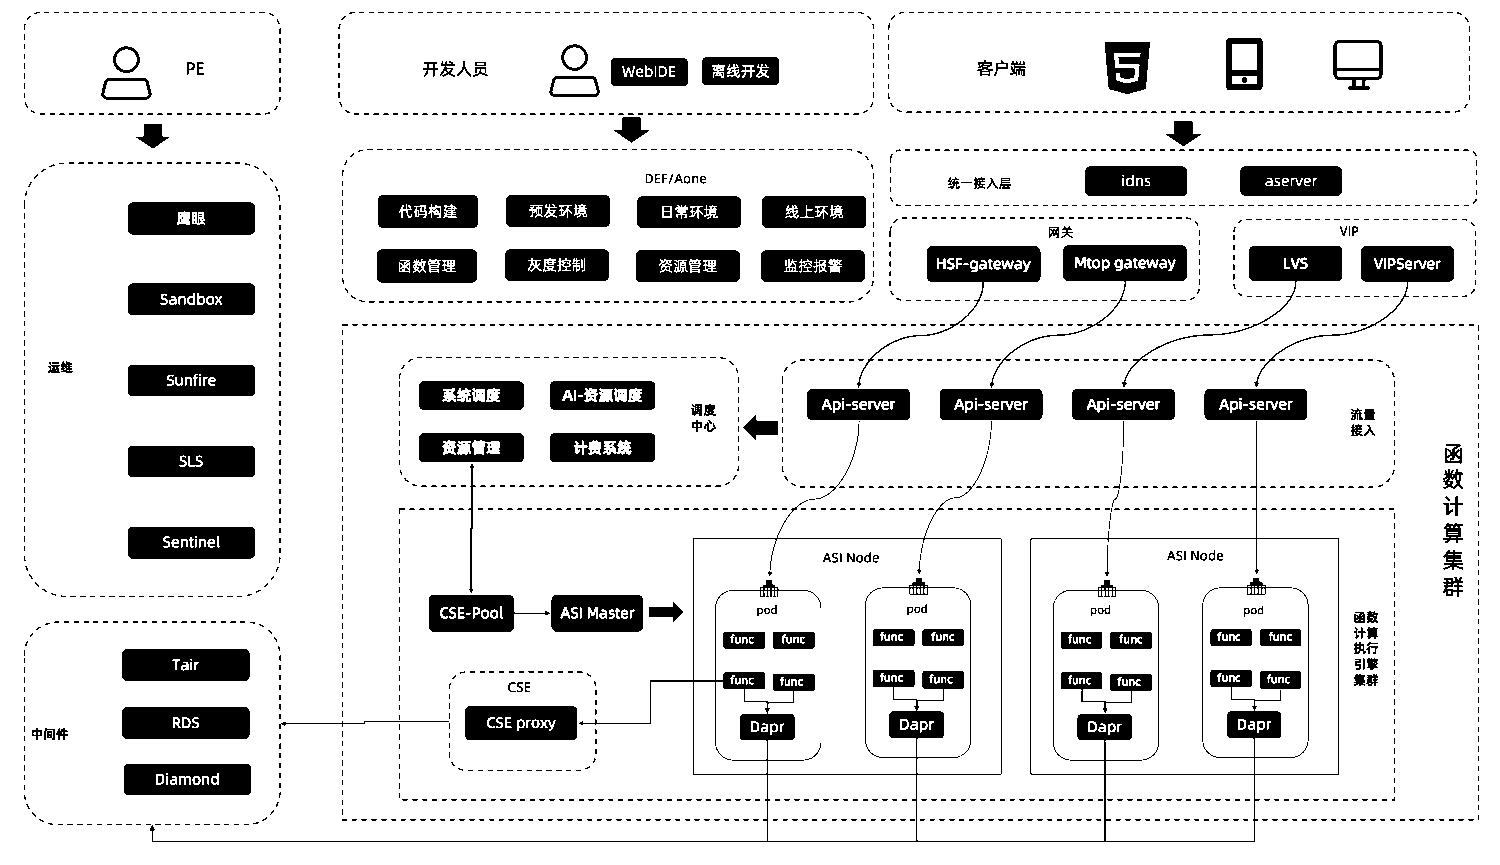 PE
开发人员
WebIDE
离线开发
客户端
5
鹰眼
Sandbox
运维
Sunfire
SLS
Sentinel
DEF/Aone
代码构建
预发环境
日常环境
线上环境
函数管理
灰度控制
资源管理
监控报警
统一接入层
idns
aserver
网关
HSF-gateway
Mtop gateway
VIP
LVS
VIPServer
系统调度
AI-资源调度
资源管理
计费系统
调度
中心
Api-server
Api-server
Api-server
Api-server
流量
接入
函
数
计
算
集
群
CSE-Pool
ASI Master
ASI Node
pod
func
func
func
func
Dapr
pod
func
func
func
func
Dapr
ASI Node
pod
func
func
func
func
Dapr
pod
func
func
func
func
Dapr
函数
计算
执行
引擎
集群
CSE
CSE proxy
Tair
RDS
中间件
Diamond